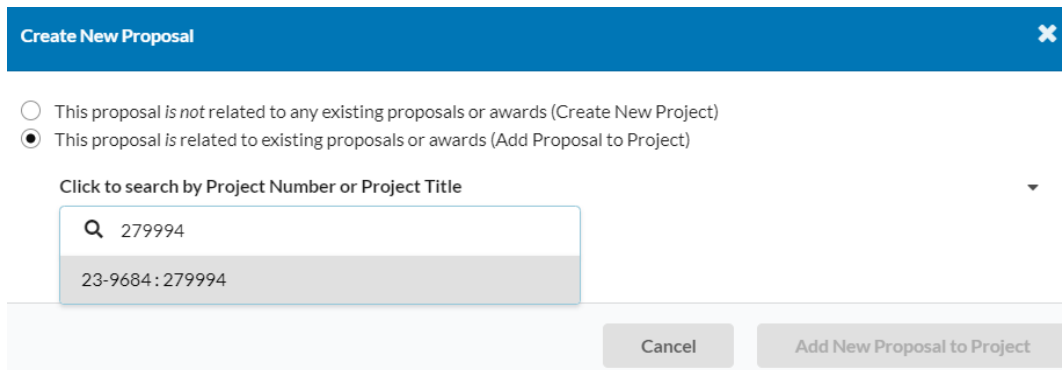 Create New Proposal
This proposal is not related to any existing proposals or awards (Create New Project)
This proposal is related to existing proposals or awards (Add Proposal to Project)
Click to search by Project Number or Project Title
279994
23-9684 : 279994
Cancel
Add New Proposal to Project